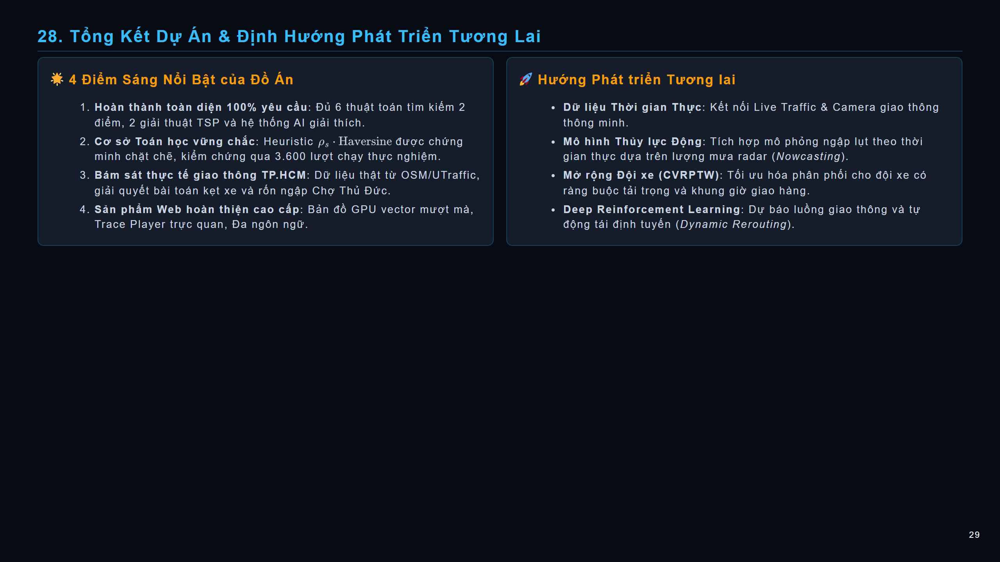 28. Tổng Kết Dự Án & Định Hướng Phát Triển Tương Lai
🌟 4 Điểm Sáng Nổi Bật của Đồ Án
1. Hoàn thành toàn diện 100% yêu cầu: Đủ 6 thuật toán tìm kiếm 2
điểm, 2 giải thuật TSP và hệ thống AI giải thích.
2. Cơ sở Toán học vững chắc: Heuristic ρₛ · Haversine được chứng
minh chặt chẽ, kiểm chứng qua 3.600 lượt chạy thực nghiệm.
3. Bám sát thực tế giao thông TP.HCM: Dữ liệu thật từ OSM/UTraffic,
giải quyết bài toán kẹt xe và rốn ngập Chợ Thủ Đức.
4. Sản phẩm Web hoàn thiện cao cấp: Bản đồ GPU vector mượt mà,
Trace Player trực quan, Đa ngôn ngữ.
🚀 Hướng Phát triển Tương lai
• Dữ liệu Thời gian Thực: Kết nối Live Traffic & Camera giao thông
thông minh.
• Mô hình Thủy lực Động: Tích hợp mô phỏng ngập lụt theo thời
gian thực dựa trên lượng mưa radar (Nowcasting).
• Mở rộng Đội xe (CVRPTW): Tối ưu hóa phân phối cho đội xe có
ràng buộc tải trọng và khung giờ giao hàng.
• Deep Reinforcement Learning: Dự báo luồng giao thông và tự
động tái định tuyến (Dynamic Rerouting).
29